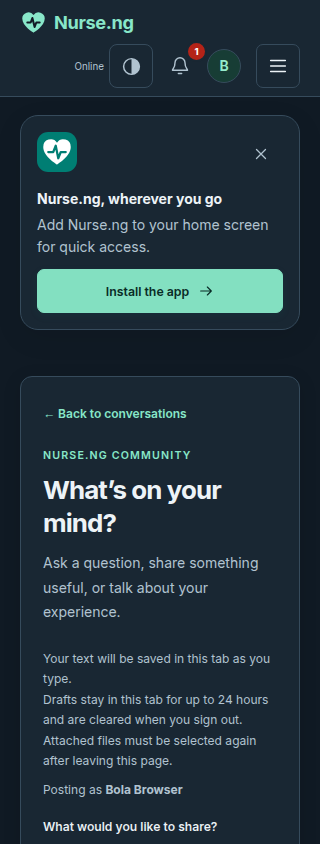 Nurse.ng
Online
1
B
Nurse.ng, wherever you go
Add Nurse.ng to your home screen
for quick access.
Install the app →
← Back to conversations
NURSE.NG COMMUNITY
What’s on your
mind?
Ask a question, share something
useful, or talk about your
experience.
Your text will be saved in this tab as you
type.
Drafts stay in this tab for up to 24 hours
and are cleared when you sign out.
Attached files must be selected again
after leaving this page.
Posting as Bola Browser
What would you like to share?